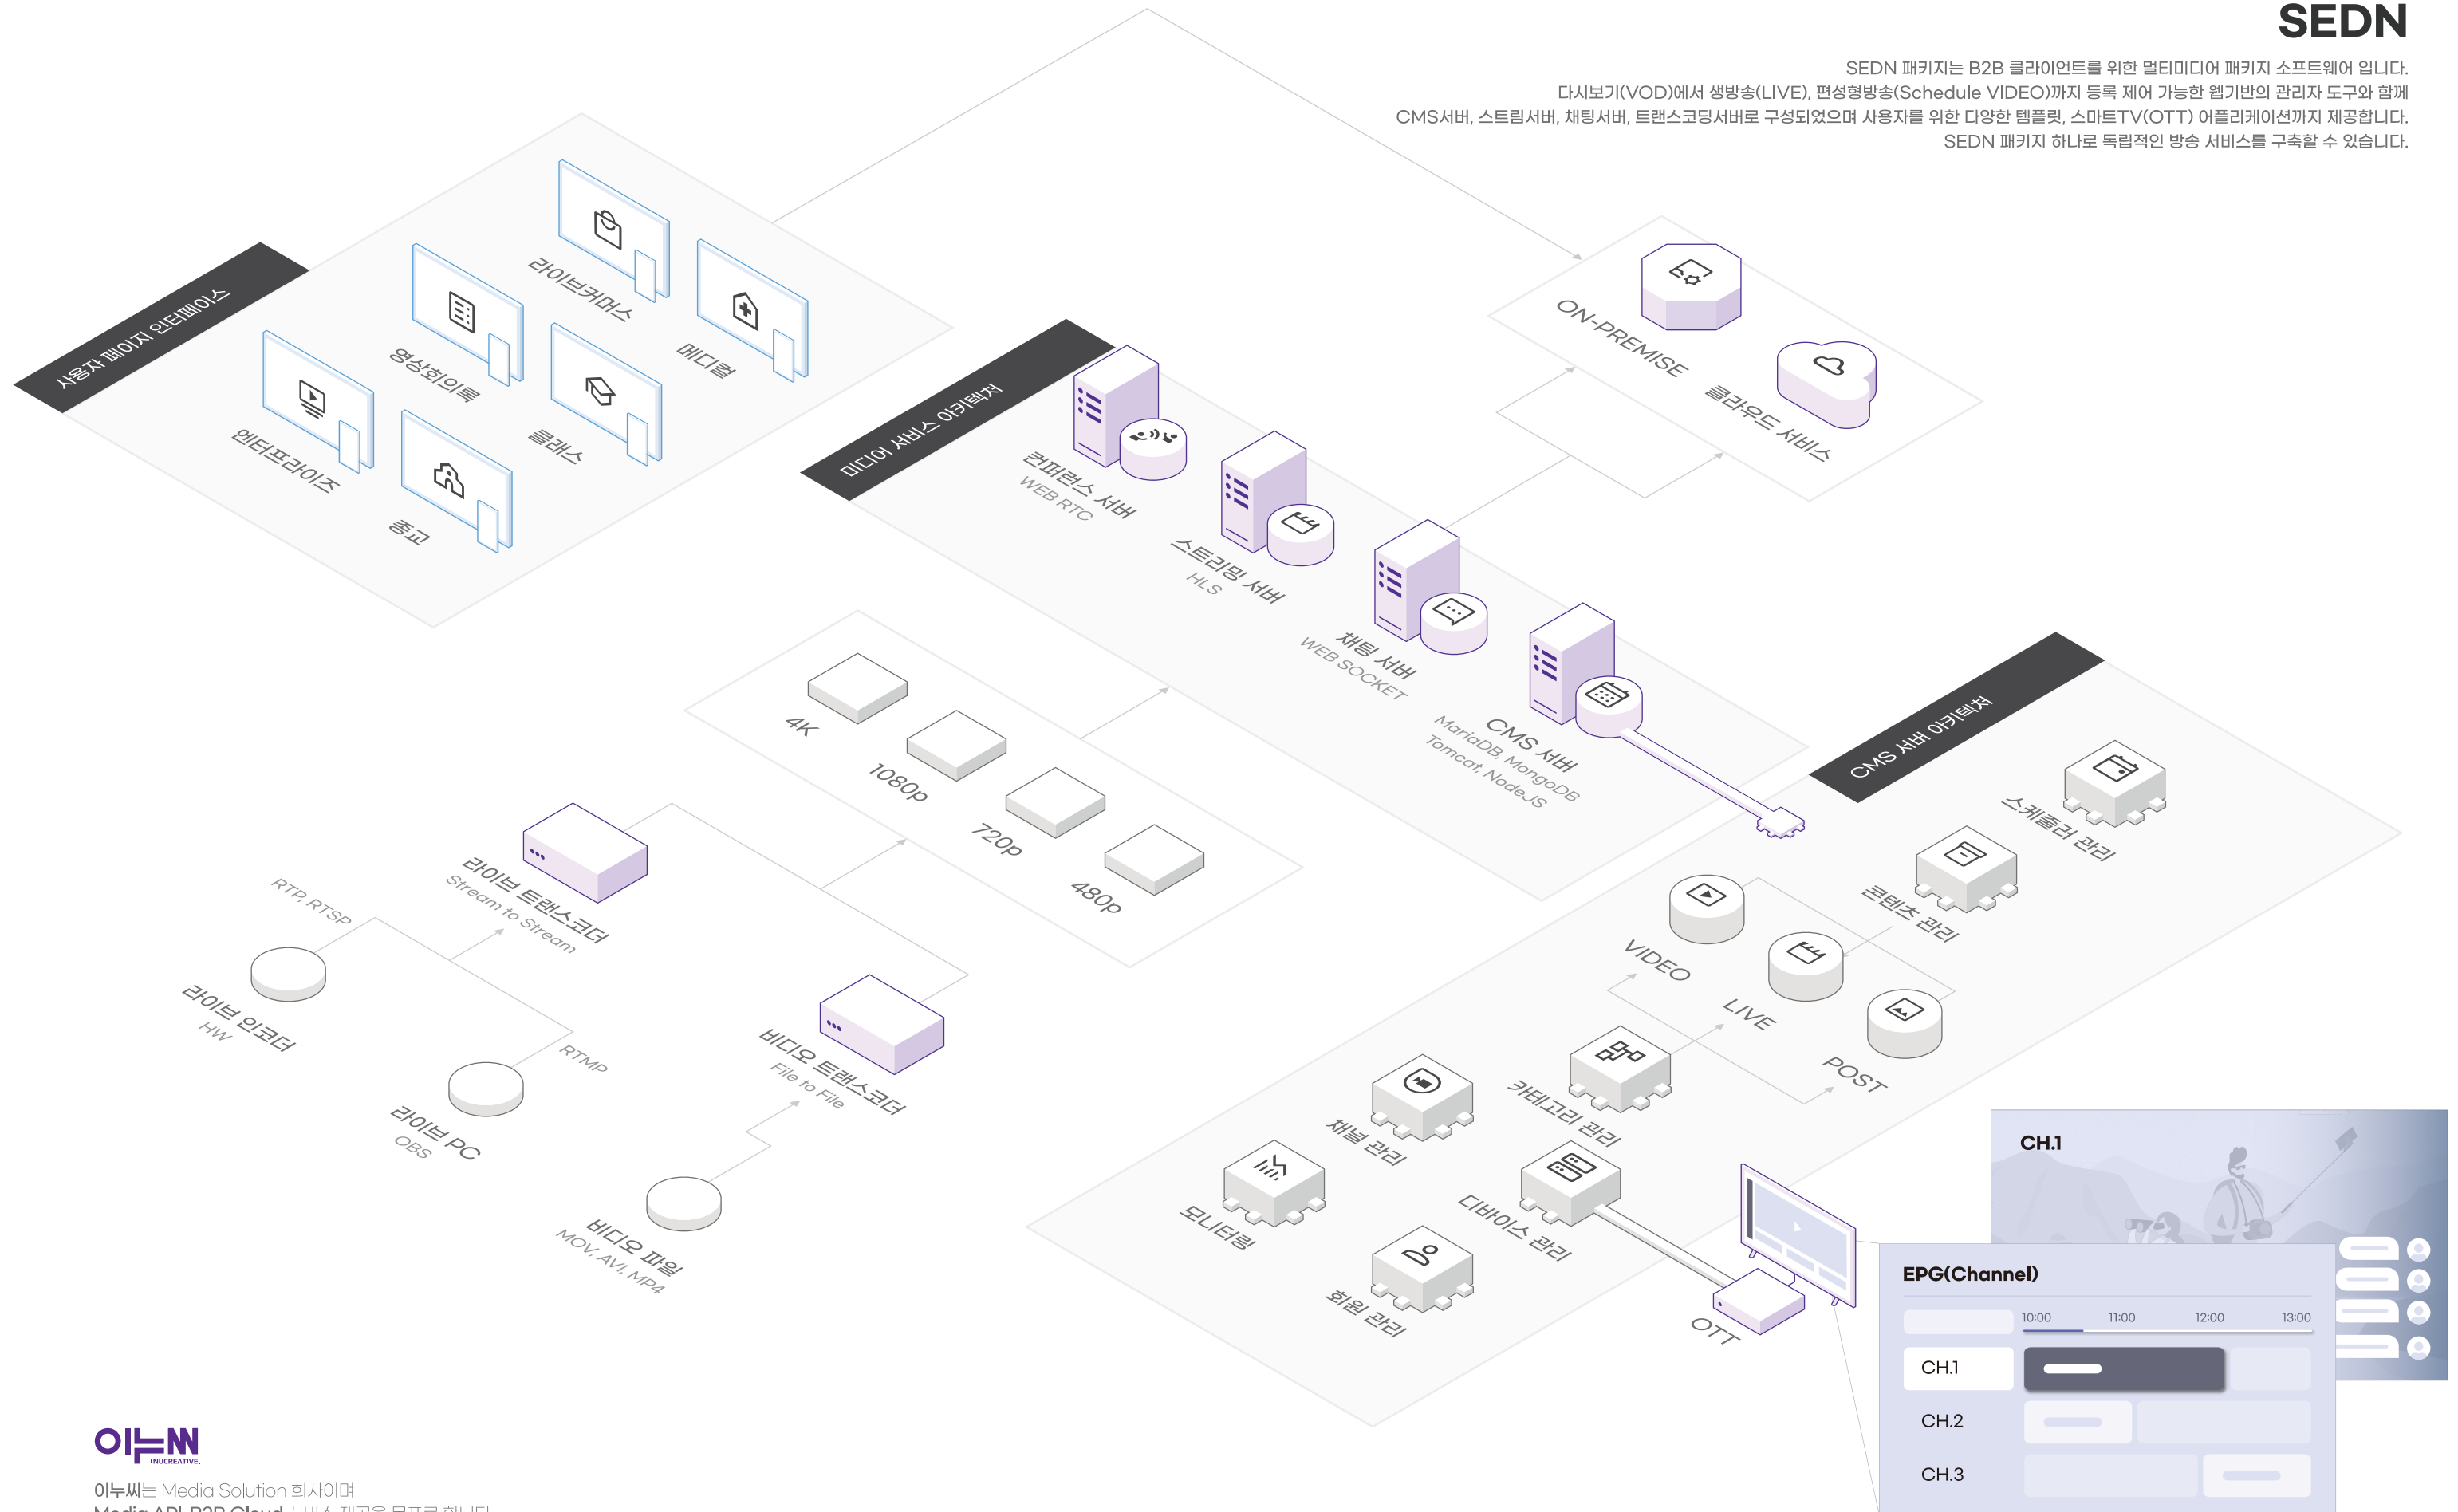 SEDN
SEDN 패키지는 B2B 클라이언트를 위한 멀티미디어 패키지 소프트웨어 입니다.
다시보기(VOD)에서 생방송(LIVE), 편성형방송(Schedule VIDEO)까지 등록 제어 가능한 웹기반의 관리자 도구와 함께
CMS서버, 스트림서버, 채팅서버, 트랜스코딩서버로 구성되었으며 사용자를 위한 다양한 템플릿, 스마트TV(OTT) 어플리케이션까지 제공합니다.
SEDN 패키지 하나로 독립적인 방송 서비스를 구축할 수 있습니다.
사용자 페이지 인터페이스
라이브커머스
메디컬
영상회의록
클래스
엔터프라이즈
종교
ON-PREMISE
클라우드 서비스
미디어 서비스 아키텍쳐
컨퍼런스 서버
WEB RTC
스트리밍 서버
HLS
채팅 서버
WEB SOCKET
CMS 서버
MariaDB, MongoDB
Tomcat, NodeJS
4K
1080p
720p
480p
라이브 트랜스코더
Stream to Stream
RTP, RTSP
라이브 인코더
HW
RTMP
라이브 PC
OBS
비디오 트랜스코더
File to File
비디오 파일
MOV, AVI, MP4
CMS 서버 아키텍쳐
스케줄러 관리
콘텐츠 관리
VIDEO
LIVE
POST
카테고리 관리
채널 관리
모니터링
디바이스 관리
회원 관리
OTT
CH.1
EPG(Channel)
10:00 11:00 12:00 13:00
CH.1
CH.2
CH.3
이누씨
INUCREATIVE.
이누씨는 Media Solution 회사이며
Media API, B2B Cloud 서비스 제공을 목표로 합니다